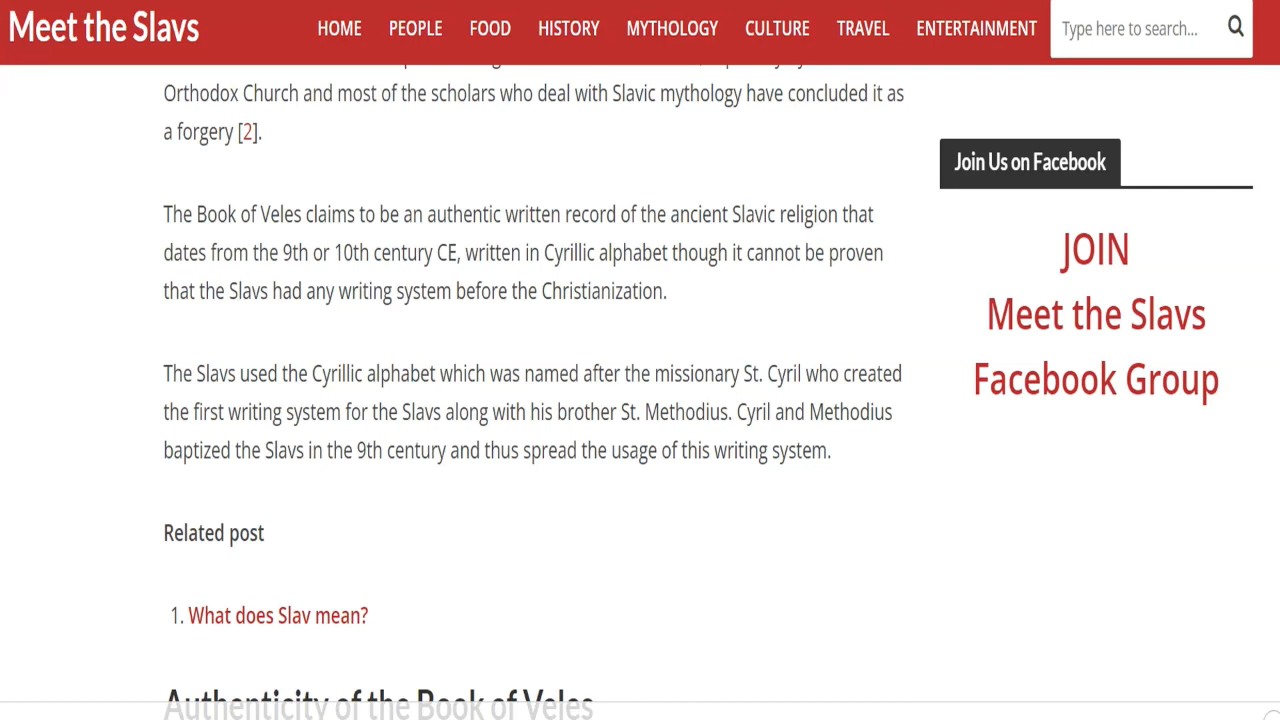 Meet the Slavs
HOME PEOPLE FOOD HISTORY MYTHOLOGY CULTURE TRAVEL ENTERTAINMENT
Type here to search...
Orthodox Church and most of the scholars who deal with Slavic mythology have concluded it as
a forgery [2].
The Book of Veles claims to be an authentic written record of the ancient Slavic religion that
dates from the 9th or 10th century CE, written in Cyrillic alphabet though it cannot be proven
that the Slavs had any writing system before the Christianization.
The Slavs used the Cyrillic alphabet which was named after the missionary St. Cyril who created
the first writing system for the Slavs along with his brother St. Methodius. Cyril and Methodius
baptized the Slavs in the 9th century and thus spread the usage of this writing system.
Related post
1. What does Slav mean?
Authenticity of the Book of Veles
Join Us on Facebook
JOIN
Meet the Slavs
Facebook Group